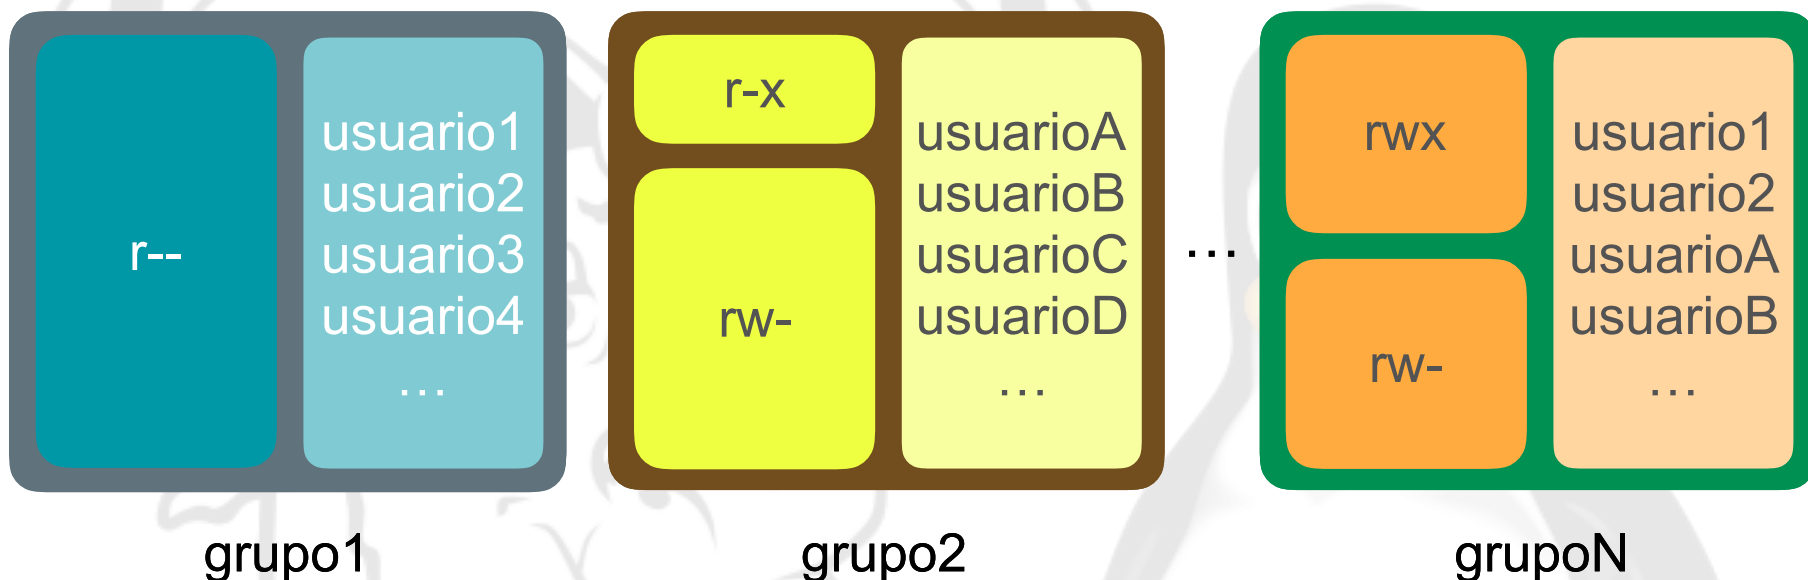 r--
usuario1
usuario2
usuario3
usuario4
...
grupo1
r-x
rw-
usuarioA
usuarioB
usuarioC
usuarioD
...
grupo2
...
rwx
rw-
usuario1
usuario2
usuarioA
usuarioB
...
grupoN